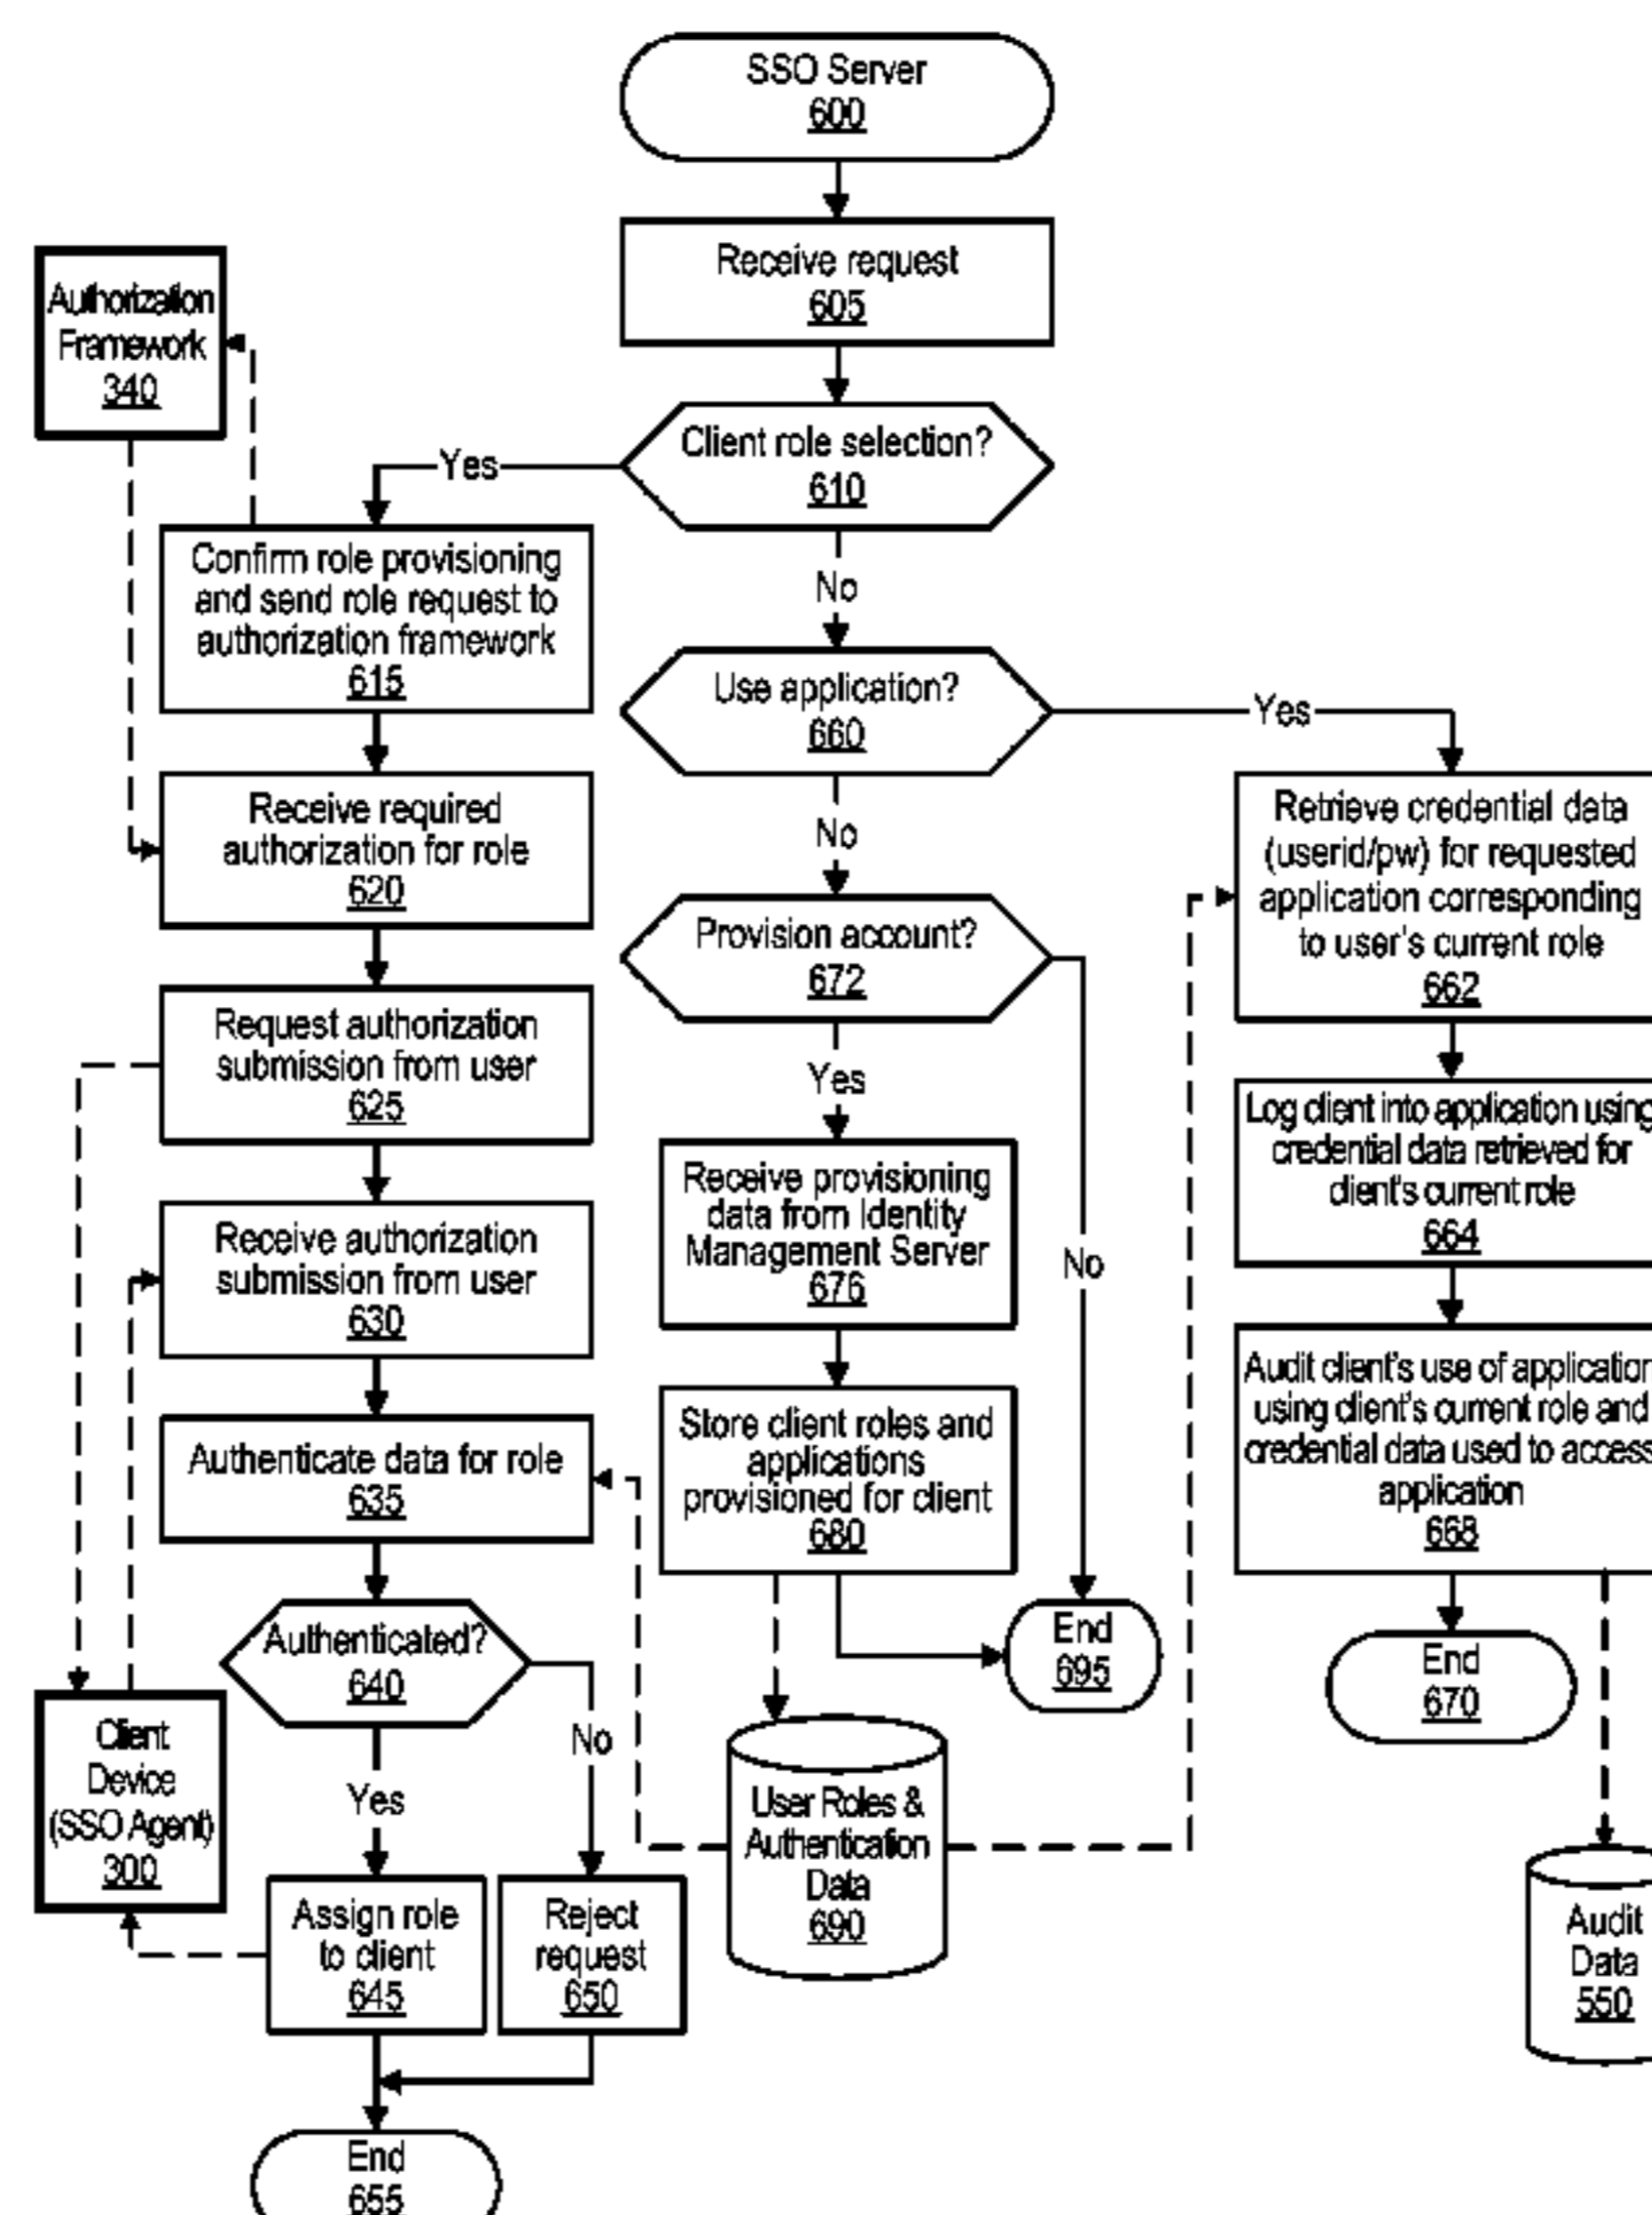 SSO Server
600
Receive request
605
Authorization
Framework
340
Client role selection?
610
Yes
No
Confirm role provisioning
and send role request to
authorization framework
615
Use application?
660
Yes
No
Receive required
authorization for role
620
Retrieve credential data
(userid/pw) for requested
application corresponding
to user's current role
662
Provision account?
672
Yes
No
Request authorization
submission from user
625
Log client into application using
credential data retrieved for
client's current role
664
Receive provisioning
data from Identity
Management Server
676
Receive authorization
submission from user
630
Audit client's use of application
using client's current role and
credential data used to access
application
668
Store client roles and
applications
provisioned for client
680
Authenticate data for role
635
Authenticated?
640
Yes
No
End
695
End
670
Client
Device
(SSO Agent)
300
User Roles &
Authentication
Data
690
Assign role
to client
645
Reject
request
650
Audit
Data
550
End
655